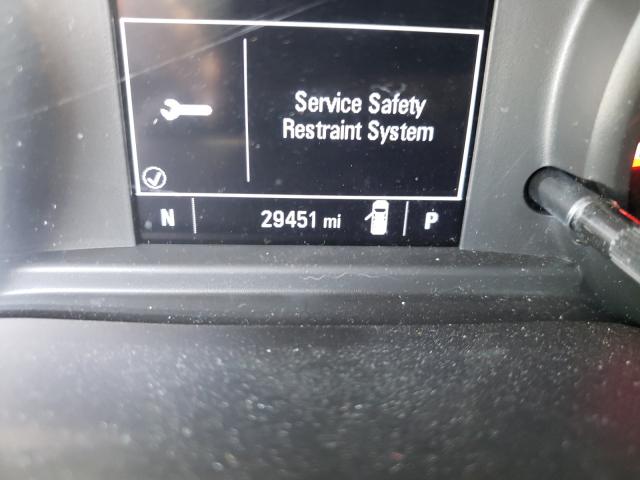 Service Safety
Restraint System
N 29451 mi P